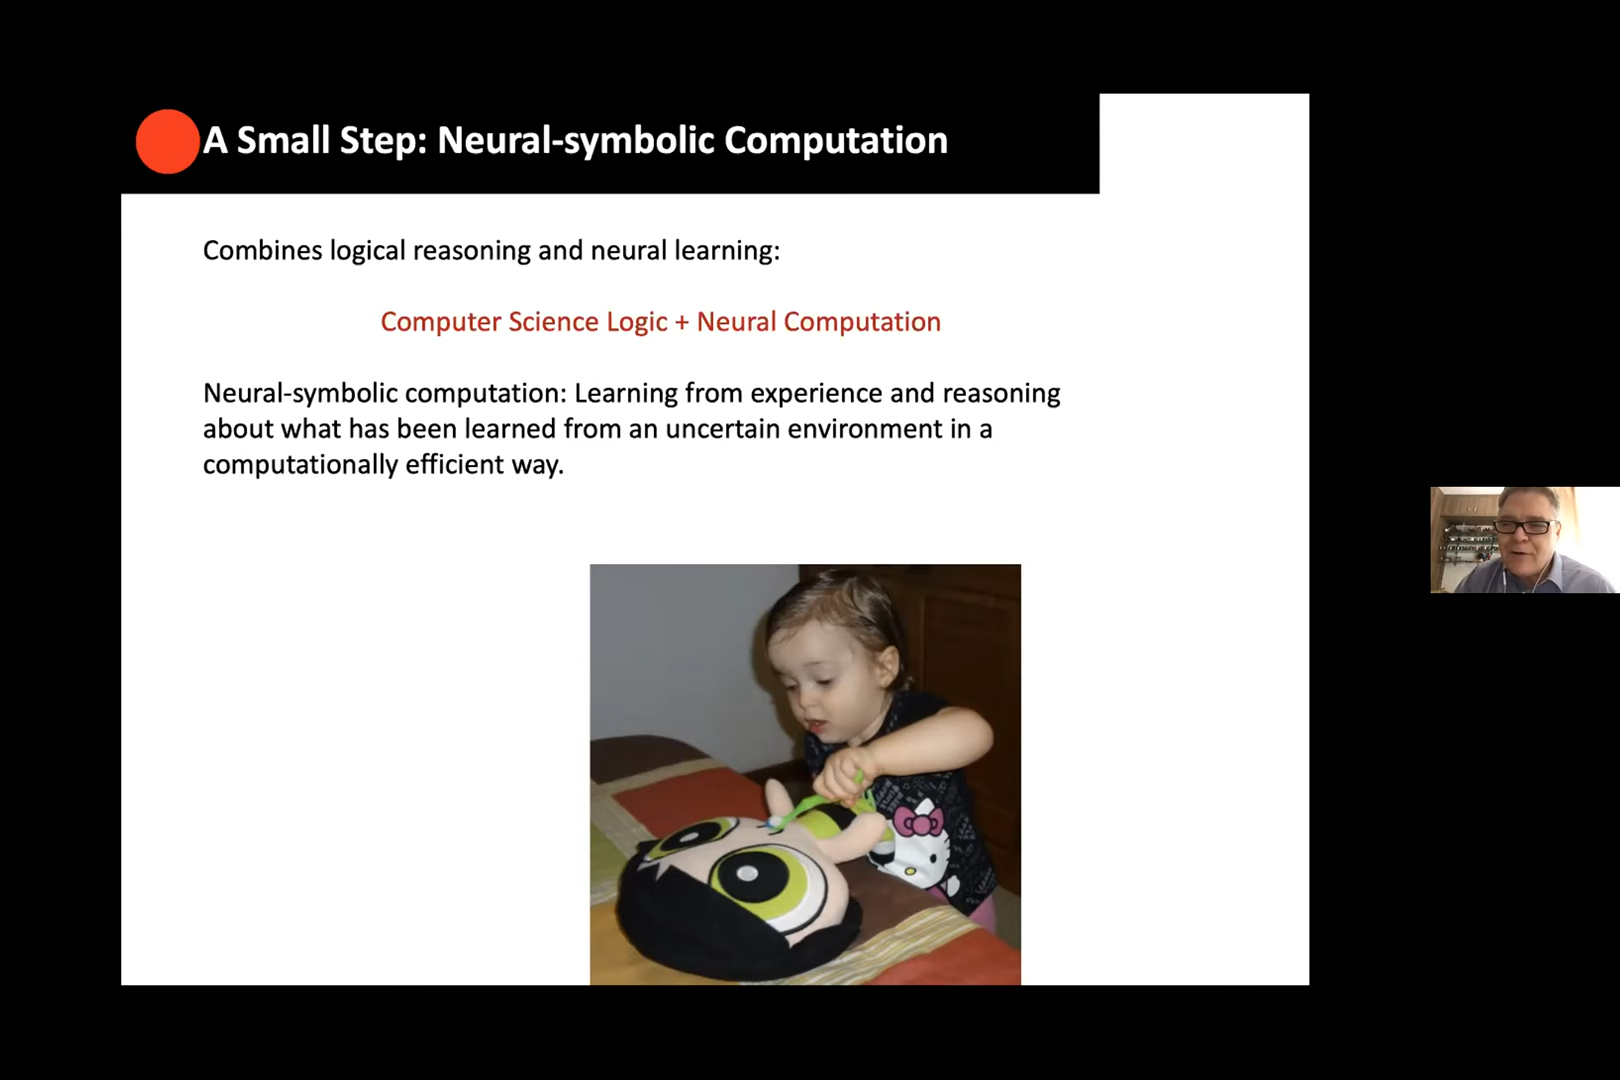 A Small Step: Neural-symbolic Computation
Combines logical reasoning and neural learning:
Computer Science Logic + Neural Computation
Neural-symbolic computation: Learning from experience and reasoning
about what has been learned from an uncertain environment in a
computationally efficient way.